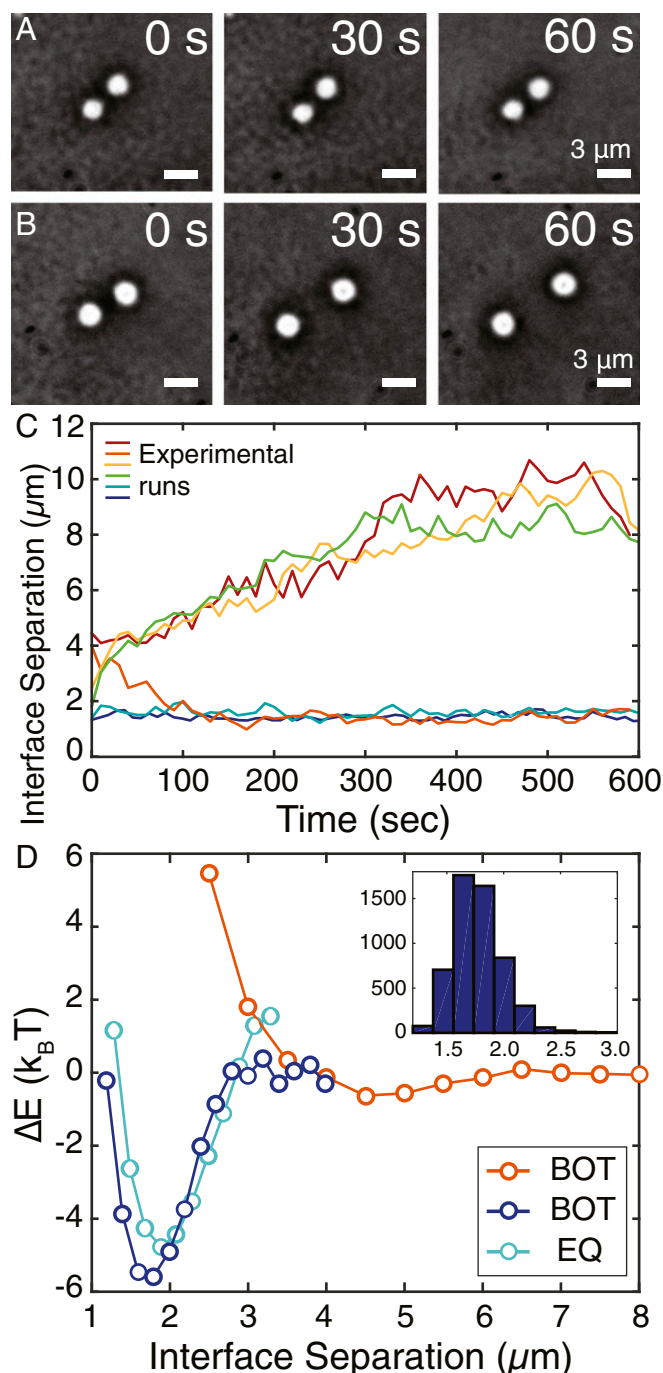 A
0 s
30 s
60 s
3 μm
B
0 s
30 s
60 s
3 μm
C
12
10
8
6
4
2
0
Interface Separation (μm)
Experimental
runs
0
100
200
300
400
500
600
Time (sec)
D
6
4
2
0
-2
-4
-6
ΔE (kBT)
1500
1000
500
0
1.5
2.0
2.5
3.0
BOT
BOT
EQ
1
2
3
4
5
6
7
8
Interface Separation (μm)